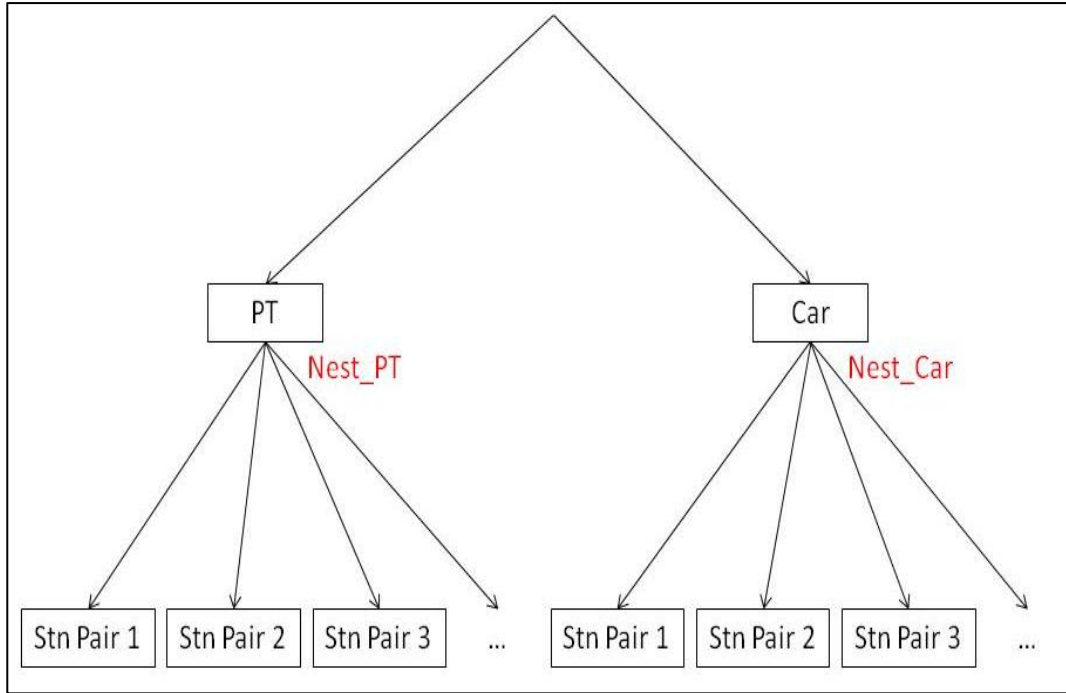 PT
Car
Nest_PT
Nest_Car
Stn Pair 1
Stn Pair 2
Stn Pair 3
...
Stn Pair 1
Stn Pair 2
Stn Pair 3
...